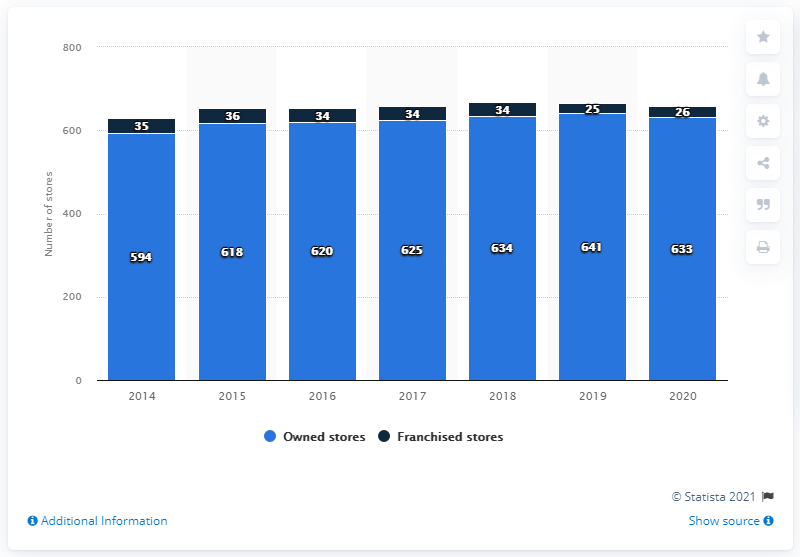 800
600
400
200
0
Number of stores
35 36 34 34 34 25 26
594 618 620 625 634 641 633
2014 2015 2016 2017 2018 2019 2020
Owned stores Franchised stores
© Statista 2021
Additional Information Show source